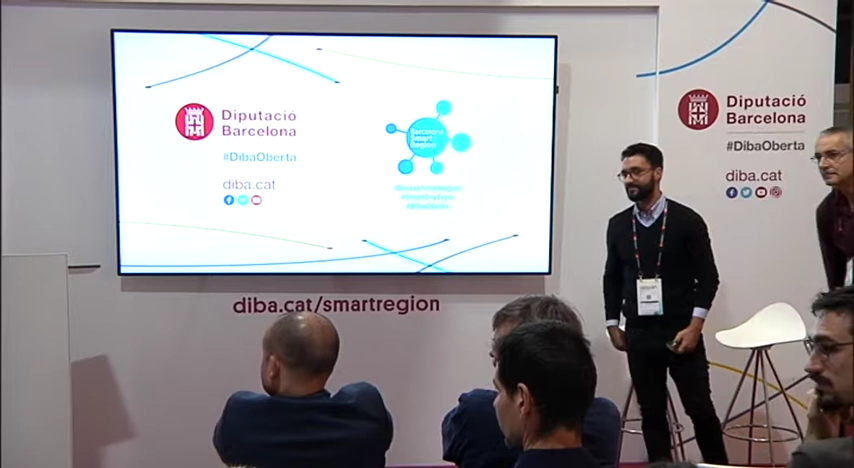 Diputació
Barcelona
#DibaOberta
diba.cat
Barcelona
Smart
Region
diba.cat/smartregion
Diputació
Barcelona
#DibaOberta
diba.cat